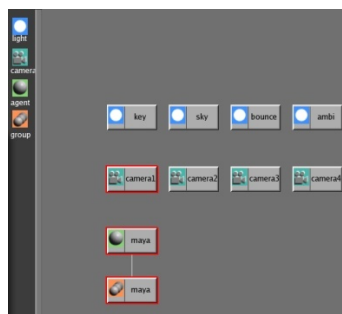 light
camera
agent
group
key sky bounce ambi
camera1 camera2 camera3 camera4
maya
maya